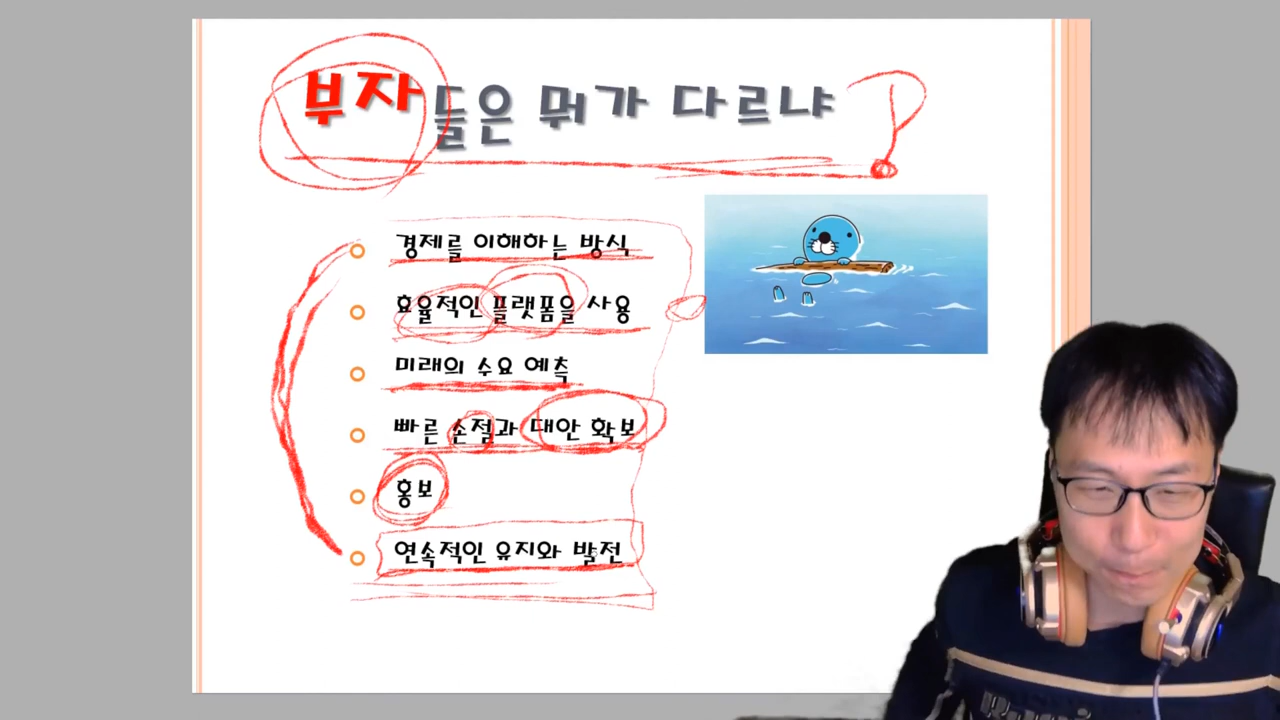 부자들은 뭐가 다르냐?
경제를 이해하는 방식
효율적인 플랫폼을 사용
미래의 수요 예측
빠른 손절과 대안 확보
홍보
연속적인 유지와 발전